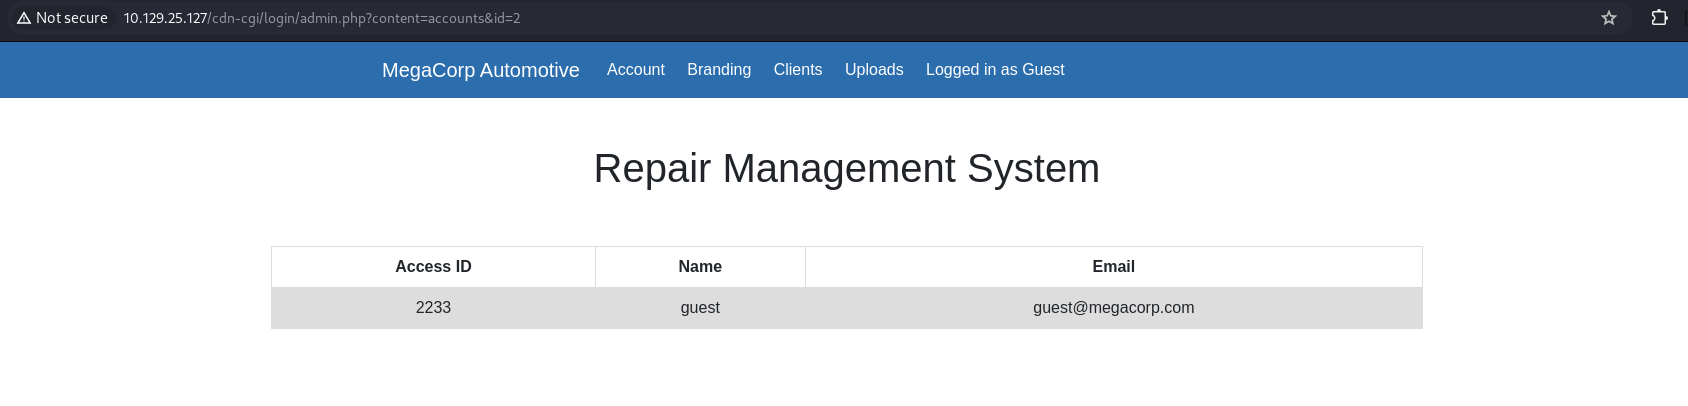 Not secure 10.129.25.127/cdn-cgi/login/admin.php?content=accounts&id=2
MegaCorp Automotive Account Branding Clients Uploads Logged in as Guest
Repair Management System
Access ID Name Email
2233 guest guest@megacorp.com